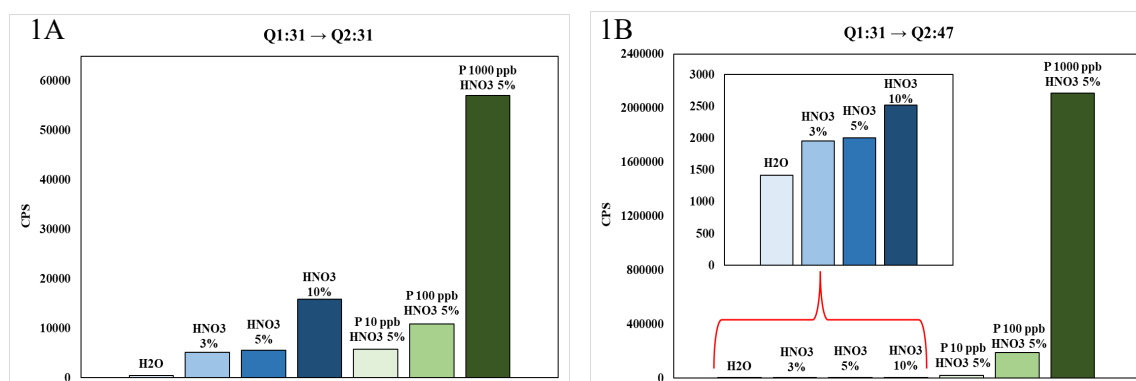 1A
Q1:31 → Q2:31
CPS
60000
50000
40000
30000
20000
10000
0
H2O
HNO3
3%
HNO3
5%
HNO3
10%
P 10 ppb
HNO3 5%
P 100 ppb
HNO3 5%
P 1000 ppb
HNO3 5%
1B
Q1:31 → Q2:47
CPS
2400000
2000000
1600000
1200000
800000
400000
0
3000
2500
2000
1500
1000
500
0
H2O
HNO3
3%
HNO3
5%
HNO3
10%
H2O
HNO3
3%
HNO3
5%
HNO3
10%
P 10 ppb
HNO3 5%
P 100 ppb
HNO3 5%
P 1000 ppb
HNO3 5%